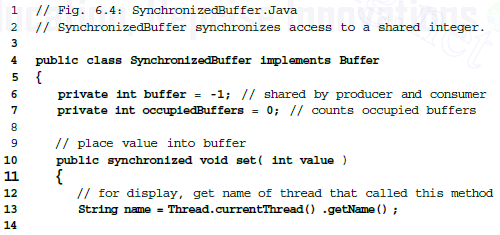 1 // Fig. 6.4: SynchronizedBuffer.Java
2 // SynchronizedBuffer synchronizes access to a shared integer.
3
4 public class SynchronizedBuffer implements Buffer
5 {
6 private int buffer = -1; // shared by producer and consumer
7 private int occupiedBuffers = 0; // counts occupied buffers
8
9 // place value into buffer
10 public synchronized void set( int value )
11 {
12 // for display, get name of thread that called this method
13 String name = Thread.currentThread() .getName() ;
14